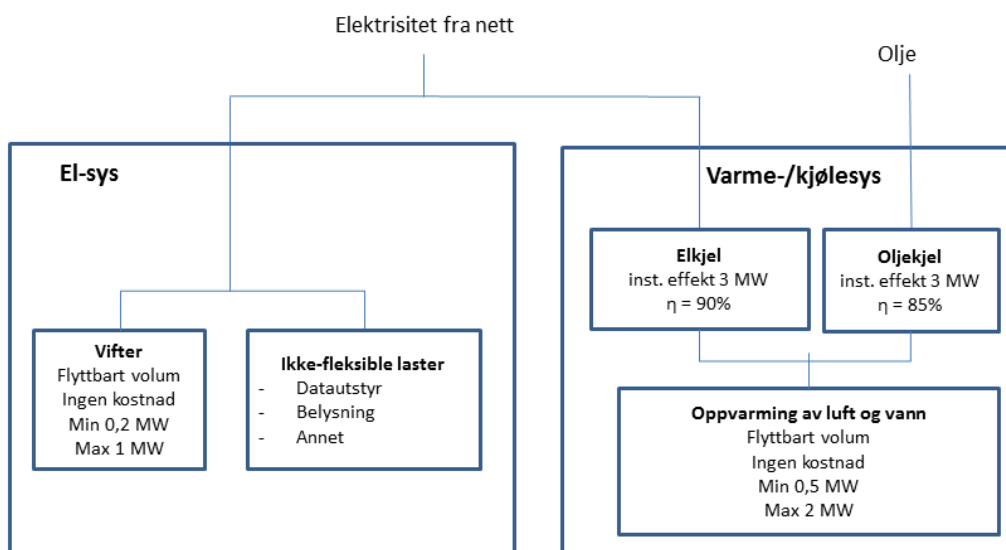 Elektrisitet fra nett
Olje
El-sys
Varme-/kjølesys
Elkjel
inst. effekt 3 MW
η = 90%
Oljekjel
inst. effekt 3 MW
η = 85%
Vifter
Flyttbart volum
Ingen kostnad
Min 0,2 MW
Max 1 MW
Ikke-fleksible laster
- Datautstyr
- Belysning
- Annet
Oppvarming av luft og vann
Flyttbart volum
Ingen kostnad
Min 0,5 MW
Max 2 MW